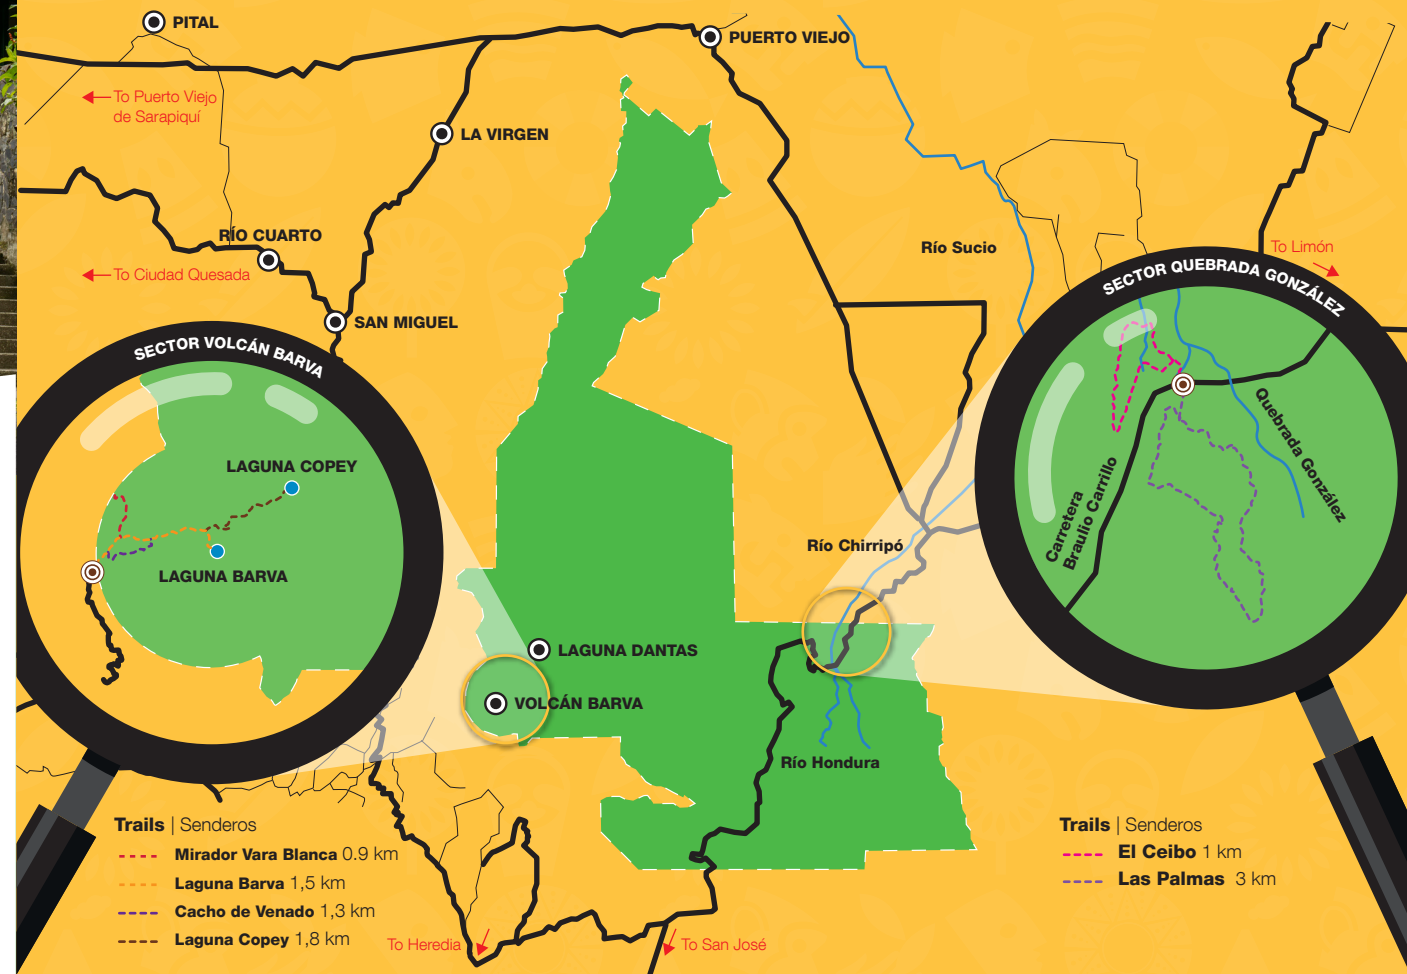 PITAL
PUERTO VIEJO
To Puerto Viejo
de Sarapiquí
LA VIRGEN
RÍO CUARTO
Río Sucio
To Limón
To Ciudad Quesada
SECTOR QUEBRADA GONZÁLEZ
SAN MIGUEL
SECTOR VOLCÁN BARVA
Quebrada González
LAGUNA COPEY
Carretera
Braulio Carrillo
Río Chirripó
LAGUNA BARVA
LAGUNA DANTAS
VOLCÁN BARVA
Río Hondura
Trails | Senderos
Mirador Vara Blanca 0.9 km
Laguna Barva 1,5 km
Cacho de Venado 1,3 km
Laguna Copey 1,8 km
To Heredia
To San José
Trails | Senderos
El Ceibo 1 km
Las Palmas 3 km